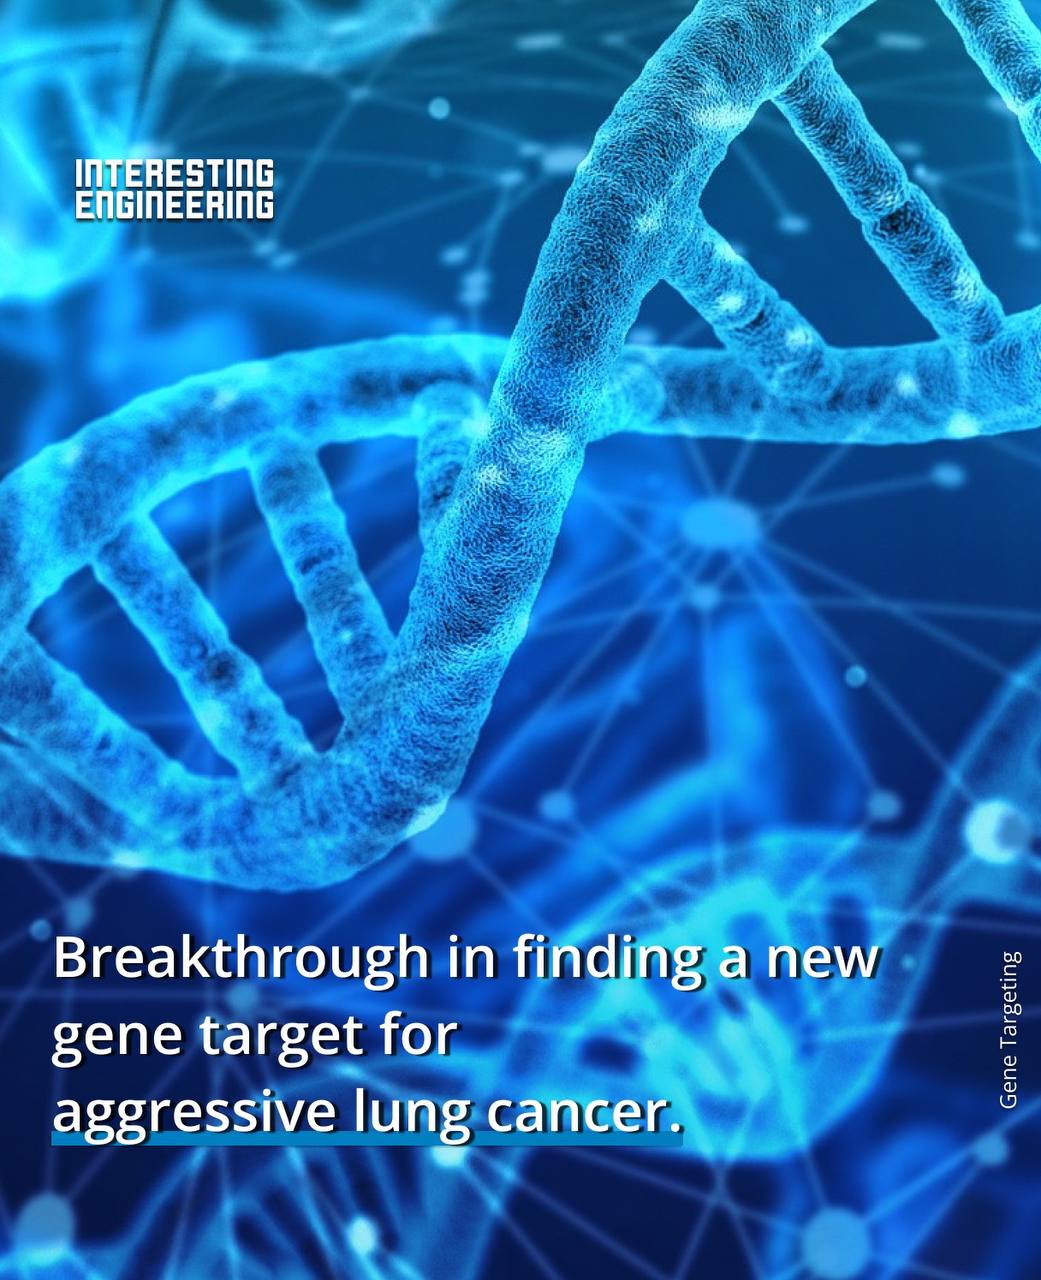 INTERESTING
ENGINEERING
Breakthrough in finding a new
gene target for
aggressive lung cancer.
Gene Targeting